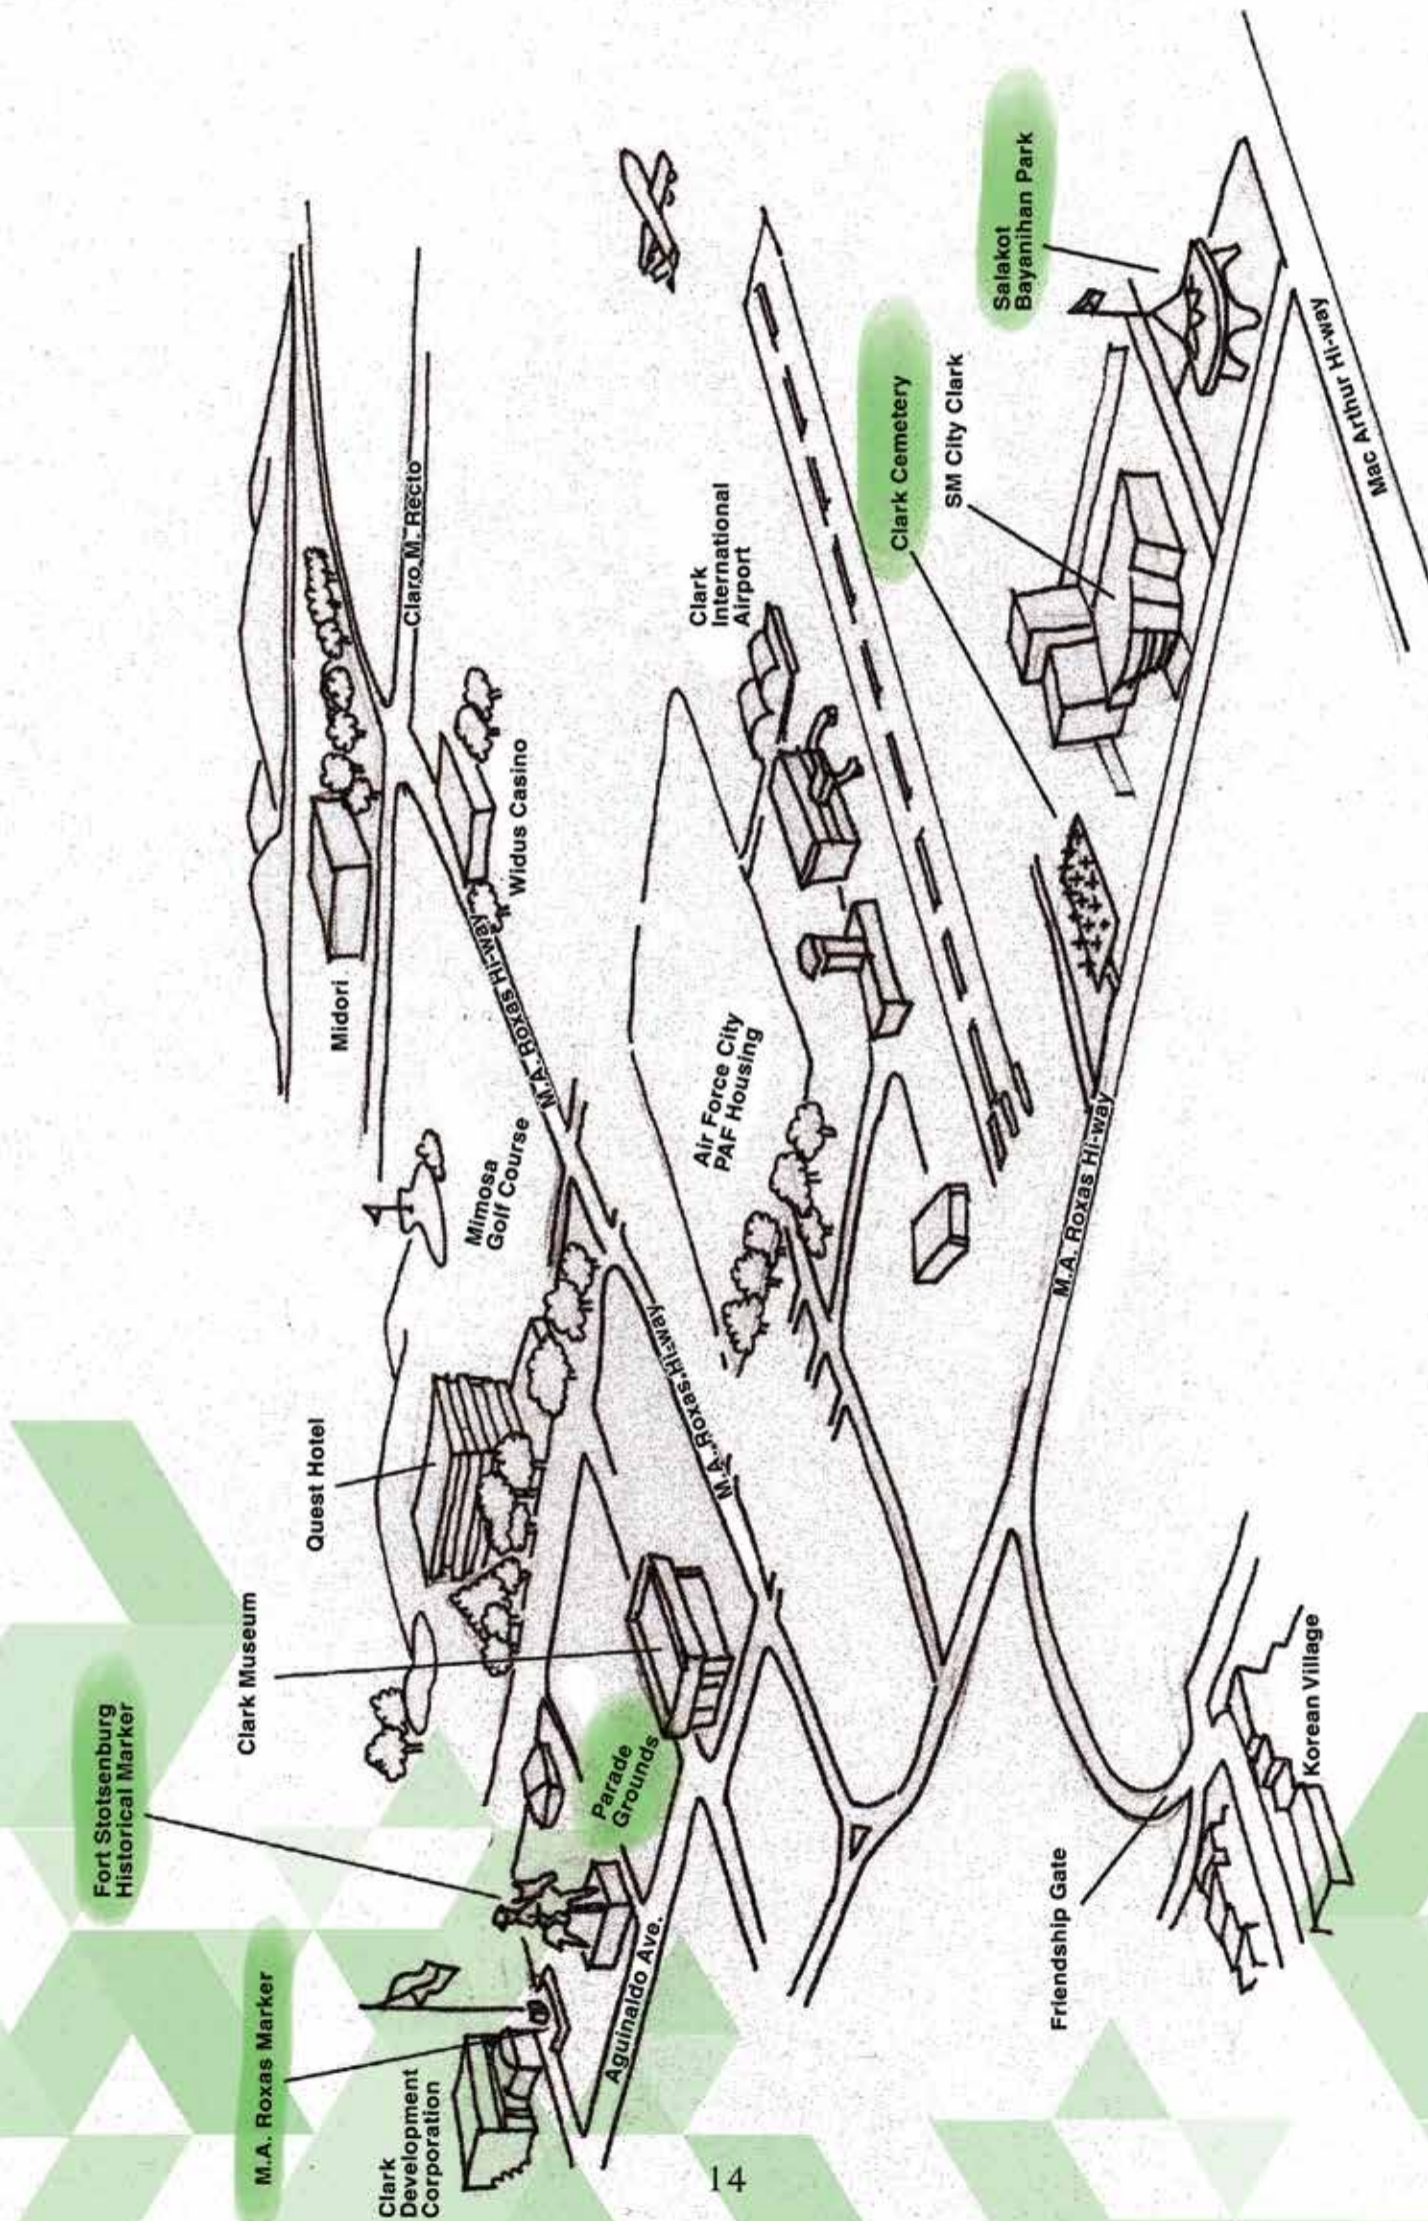 Fort Stotsenburg
Historical Marker
M.A. Roxas Marker
Clark
Development
Corporation
Clark Museum
Quest Hotel
Midori
Claro M. Recto
Widus Casino
M.A. Roxas Hi-way
Mimosa
Golf Course
M.A. Roxas Hi-way
Parade
Grounds
Aguinaldo Ave.
Air Force City
PAF Housing
Clark
International
Airport
Clark Cemetery
SM City Clark
Salakot
Bayanihan Park
Mac Arthur Hi-way
M.A. Roxas Hi-way
Friendship Gate
Korean Village
14